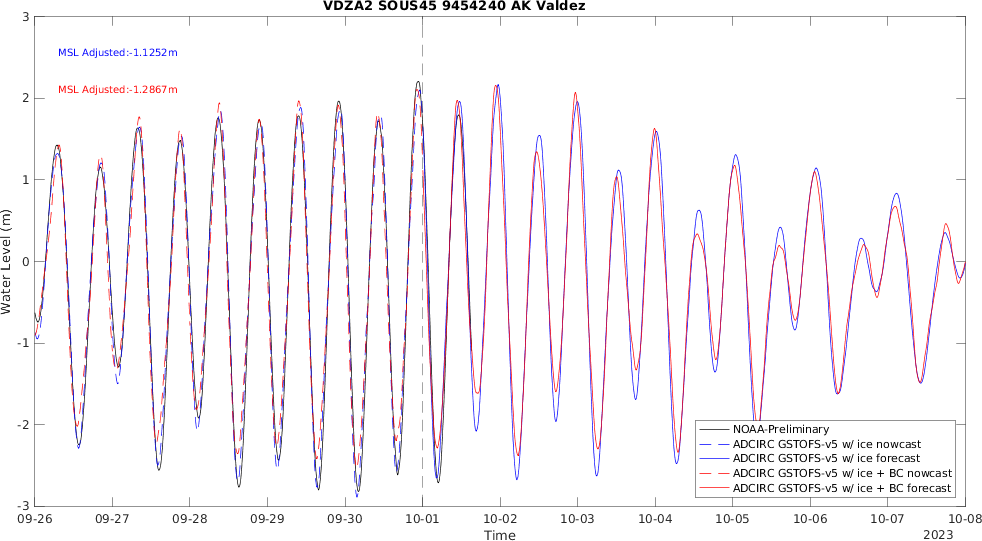 VDZA2 SOUS45 9454240 AK Valdez
MSL Adjusted:-1.1252m
MSL Adjusted:-1.2867m
Water Level (m)
3
2
1
0
-1
-2
-3
NOAA-Preliminary
ADCIRC GSTOFS-v5 w/ ice nowcast
ADCIRC GSTOFS-v5 w/ ice forecast
ADCIRC GSTOFS-v5 w/ ice + BC nowcast
ADCIRC GSTOFS-v5 w/ ice + BC forecast
09-26 09-27 09-28 09-29 09-30 10-01 10-02 10-03 10-04 10-05 10-06 10-07 10-08
Time
2023